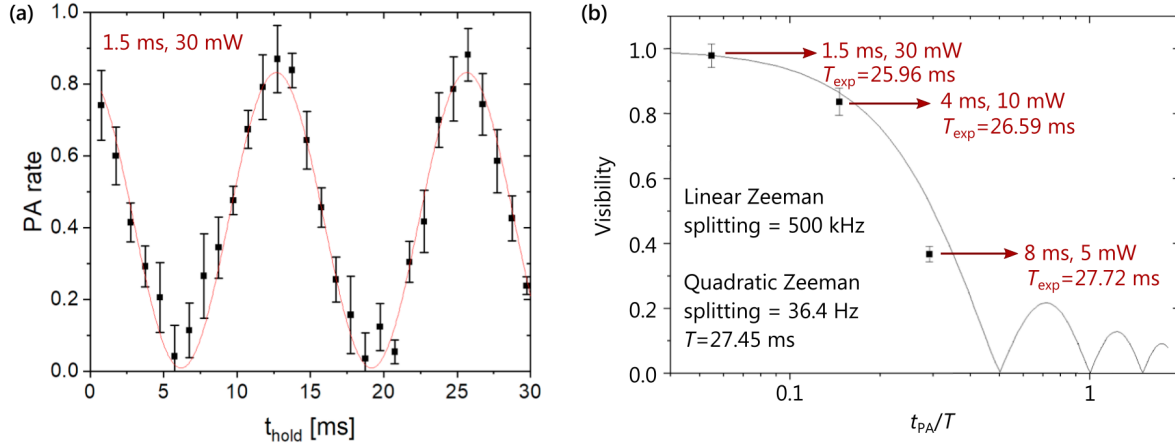 (a)
1.5 ms, 30 mW
PA rate
1.0
0.8
0.6
0.4
0.2
0.0
0
5
10
15
20
25
30
t_hold [ms]
(b)
Visibility
1.0
0.8
0.6
0.4
0.2
0.0
1.5 ms, 30 mW
T_exp=25.96 ms
4 ms, 10 mW
T_exp=26.59 ms
Linear Zeeman
splitting = 500 kHz
8 ms, 5 mW
T_exp=27.72 ms
Quadratic Zeeman
splitting = 36.4 Hz
T=27.45 ms
0.1
1
t_PA/T